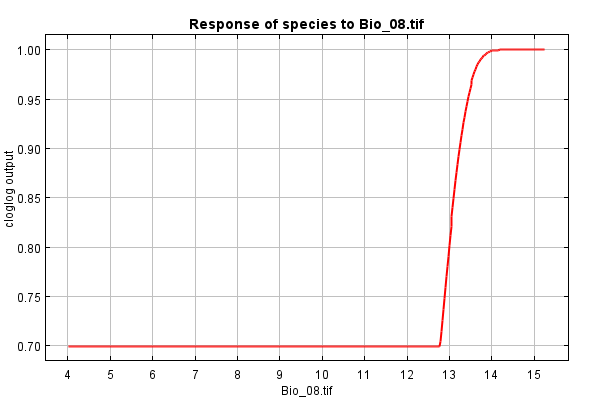 Response of species to Bio_08.tif
1.00
0.95
0.90
0.85
0.80
0.75
0.70
cloglog output
4 5 6 7 8 9 10 11 12 13 14 15
Bio_08.tif